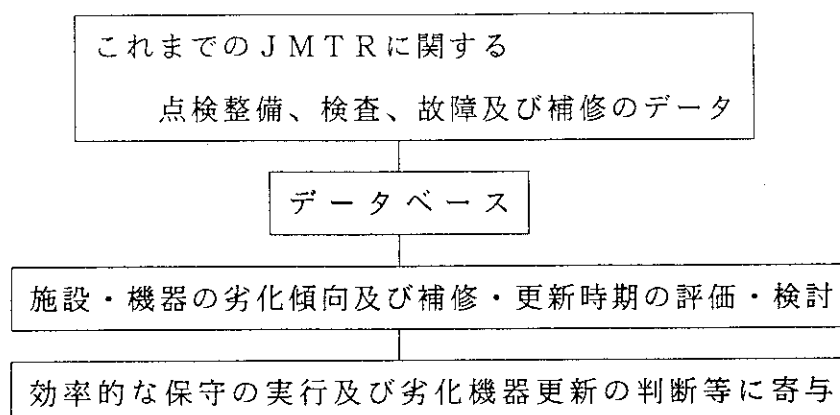 これまでのＪＭＴＲに関する
点検整備、検査、故障及び補修のデータ
データベース
施設・機器の劣化傾向及び補修・更新時期の評価・検討
効率的な保守の実行及び劣化機器更新の判断等に寄与